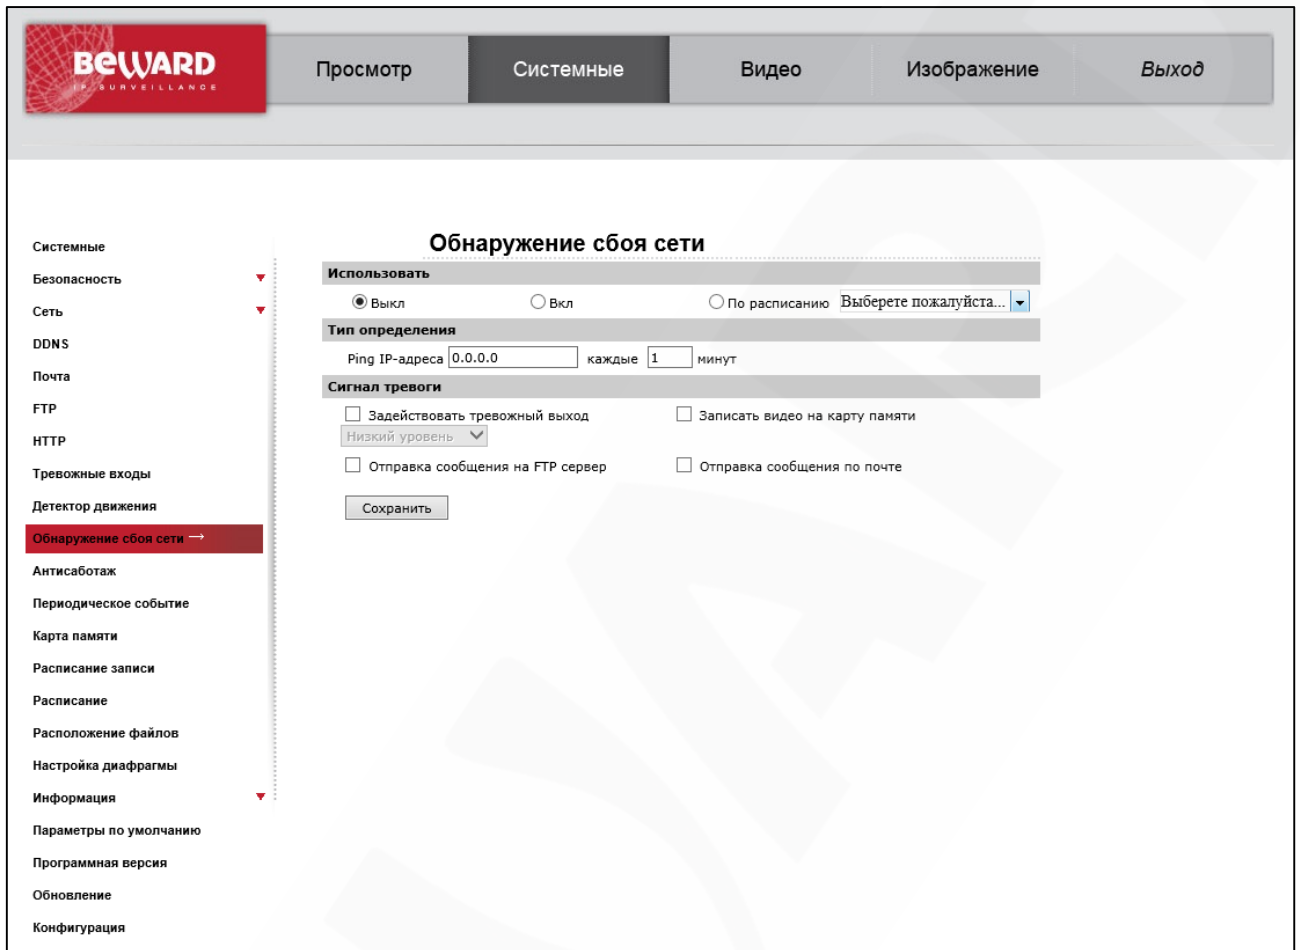 BEWARD
IP SURVEILLANCE
Просмотр Системные Видео Изображение Выход
Системные
Безопасность
Сеть
DDNS
Почта
FTP
HTTP
Тревожные входы
Детектор движения
Обнаружение сбоя сети →
Антисаботаж
Периодическое событие
Карта памяти
Расписание записи
Расписание
Расположение файлов
Настройка диафрагмы
Информация
Параметры по умолчанию
Программная версия
Обновление
Конфигурация
Обнаружение сбоя сети
Использовать
Выкл Вкл По расписанию Выберете пожалуйста...
Тип определения
Ping IP-адреса 0.0.0.0 каждые 1 минут
Сигнал тревоги
Задействовать тревожный выход Записать видео на карту памяти
Низкий уровень
Отправка сообщения на FTP сервер Отправка сообщения по почте
Сохранить